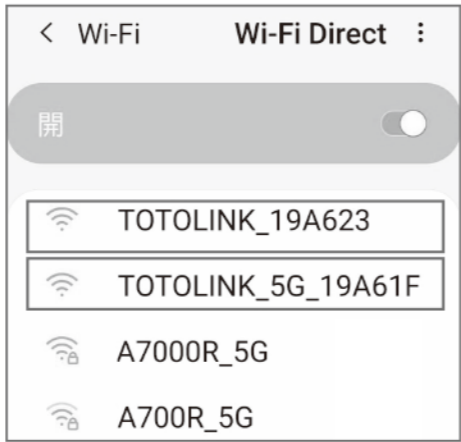 < Wi-Fi Wi-Fi Direct
開
TOTOLINK_19A623
TOTOLINK_5G_19A61F
A7000R_5G
A700R_5G